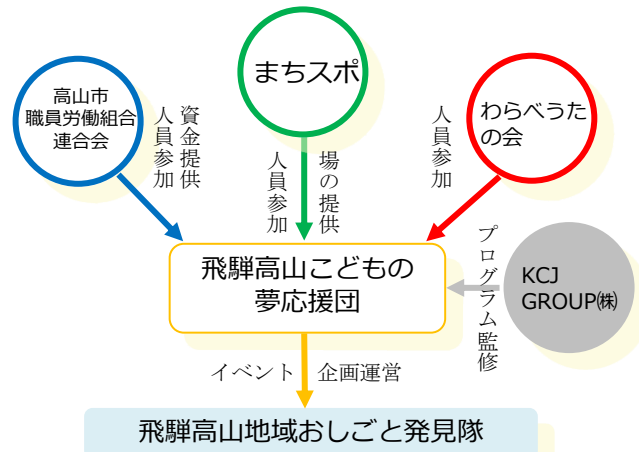 高山市
職員労働組合
連合会
資金提供
人員参加
まちスポ
場の提供
人員参加
わらべうた
の会
人員参加
KCJ
GROUP㈱
プログラム監修
飛騨高山こどもの
夢応援団
イベント 企画運営
飛騨高山地域おしごと発見隊